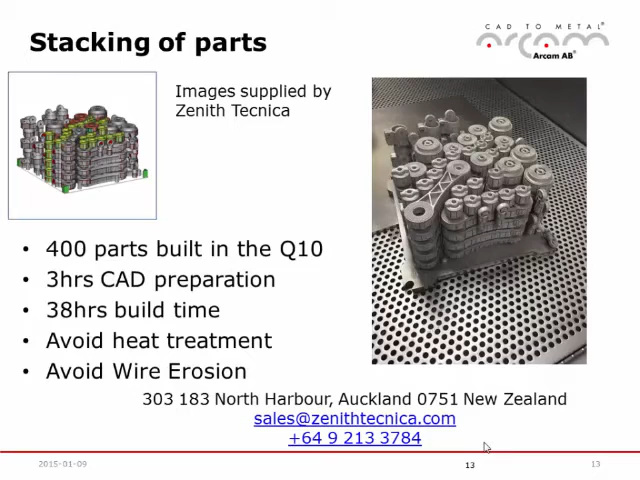 Stacking of parts
CAD TO METAL®
arcam
Arcam AB®
Images supplied by
Zenith Tecnica
• 400 parts built in the Q10
• 3hrs CAD preparation
• 38hrs build time
• Avoid heat treatment
• Avoid Wire Erosion
303 183 North Harbour, Auckland 0751 New Zealand
sales@zenithtecnica.com
+64 9 213 3784
2015-01-09
13
13